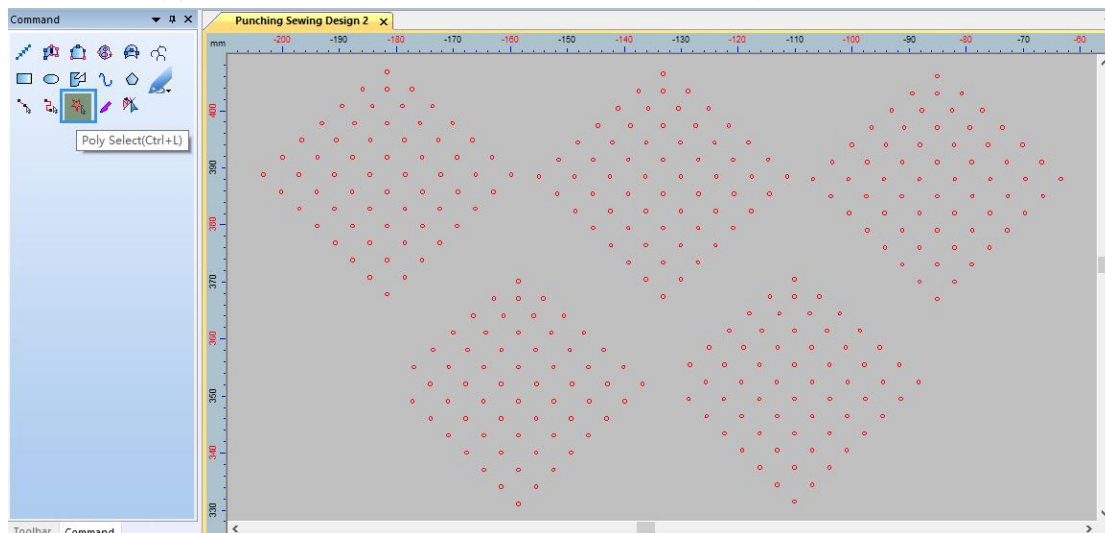 Command
Punching Sewing Design 2
mm
-200 -190 -180 -170 -160 -150 -140 -130 -120 -110 -100 -90 -80 -70 -60
400
390
380
370
360
350
340
330
Poly Select(Ctrl+L)
Toolbar Command